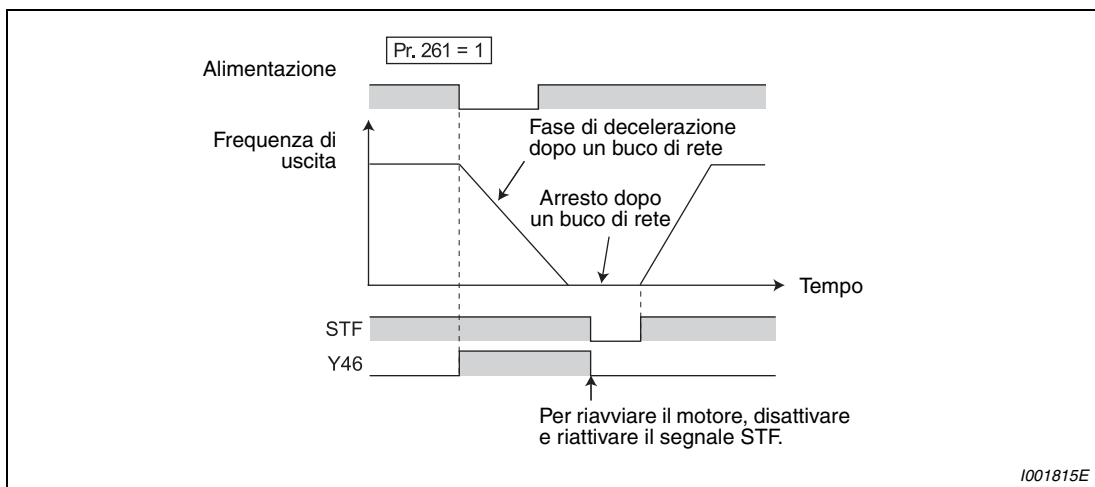 Pr. 261 = 1
Alimentazione
Frequenza di
uscita
Fase di decelerazione
dopo un buco di rete
Arresto dopo
un buco di rete
Tempo
STF
Y46
Per riavviare il motore, disattivare
e riattivare il segnale STF.
I001815E